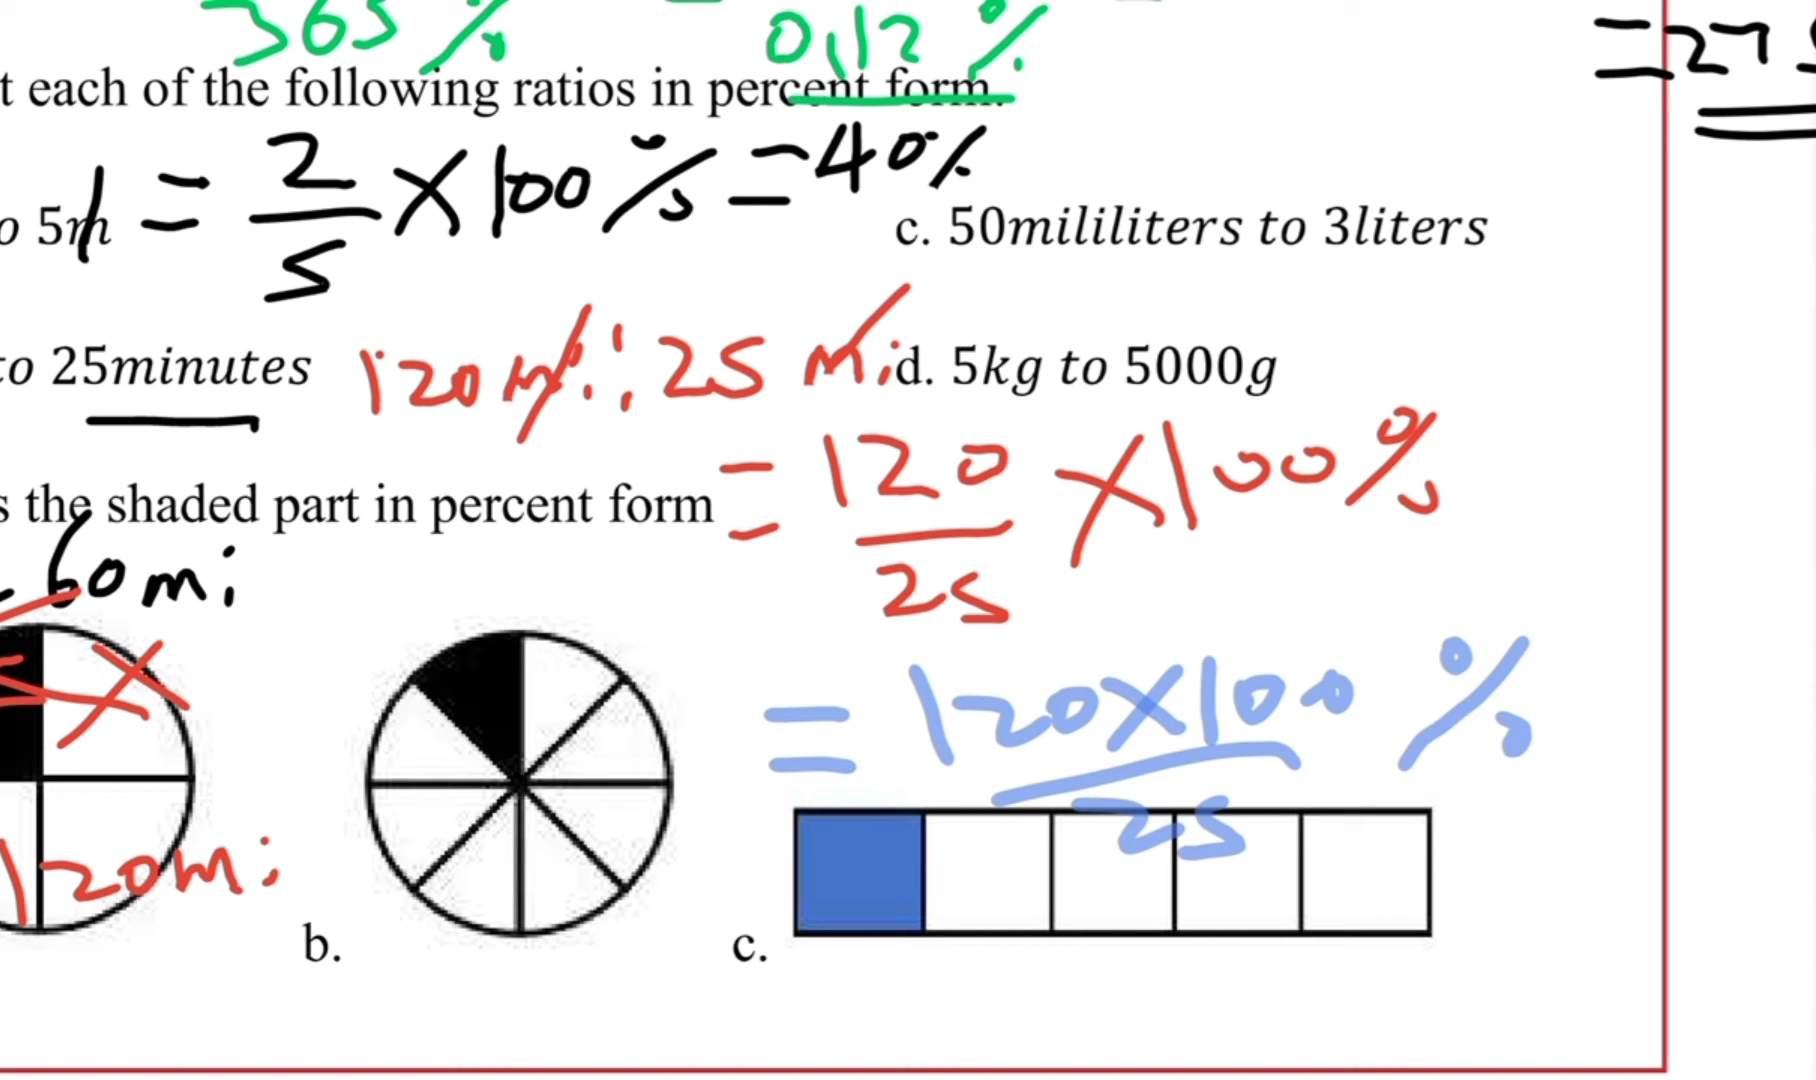 365 %
0,12 %
= 27
t each of the following ratios in percent form.
o 5m = 2/5 × 100 % = 40%
c. 50mililiters to 3liters
to 25minutes 120 mi : 25 mi
d. 5kg to 5000g
= 120/25 × 100 %
s the shaded part in percent form
60 mi
= 120×100/25 %
120 mi
b.
c.